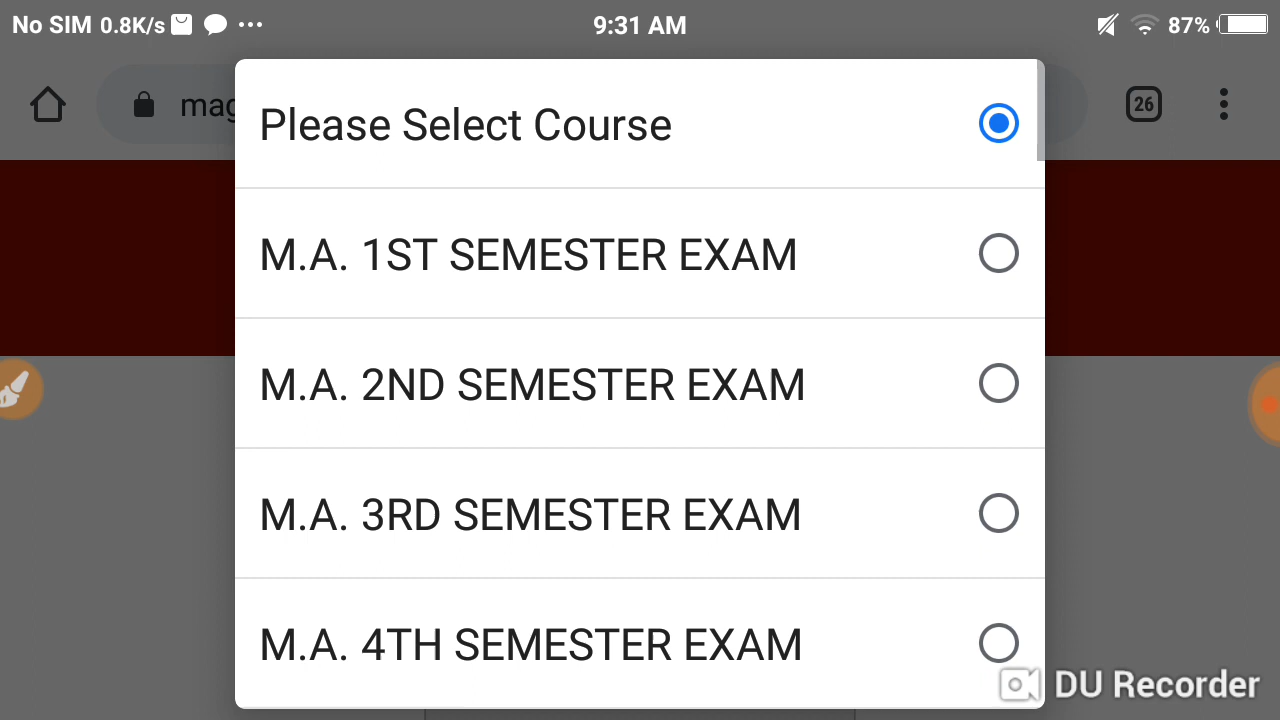 No SIM 0.8K/s 9:31 AM 87%
mag 26
Please Select Course
M.A. 1ST SEMESTER EXAM
M.A. 2ND SEMESTER EXAM
M.A. 3RD SEMESTER EXAM
M.A. 4TH SEMESTER EXAM
DU Recorder